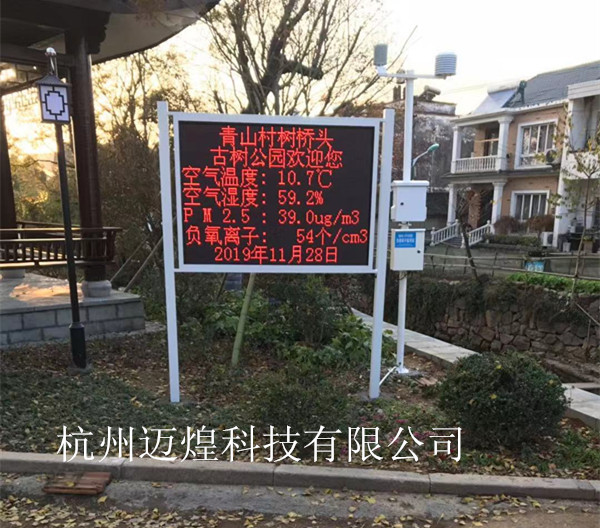 青山村树桥头
古树公园欢迎您
空气温度: 10.7℃
空气湿度: 59.2%
PM2.5: 39.0ug/m3
负氧离子: 54个/cm3
2019年11月28日
杭州迈煌科技有限公司